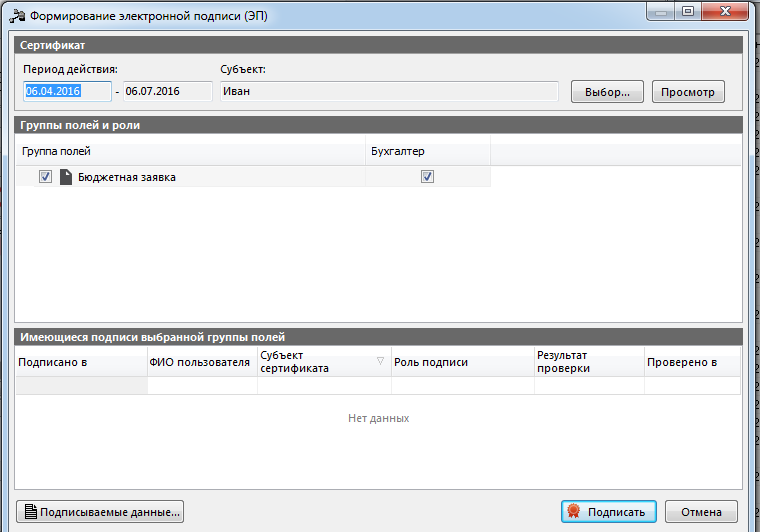 Формирование электронной подписи (ЭП)
Сертификат
Период действия: Субъект:
06.04.2016 - 06.07.2016 Иван Выбор... Просмотр
Группы полей и роли
Группа полей Бухгалтер
Бюджетная заявка
Имеющиеся подписи выбранной группы полей
Подписано в ФИО пользователя Субъект сертификата Роль подписи Результат проверки Проверено в
Нет данных
Подписываемые данные... Подписать Отмена